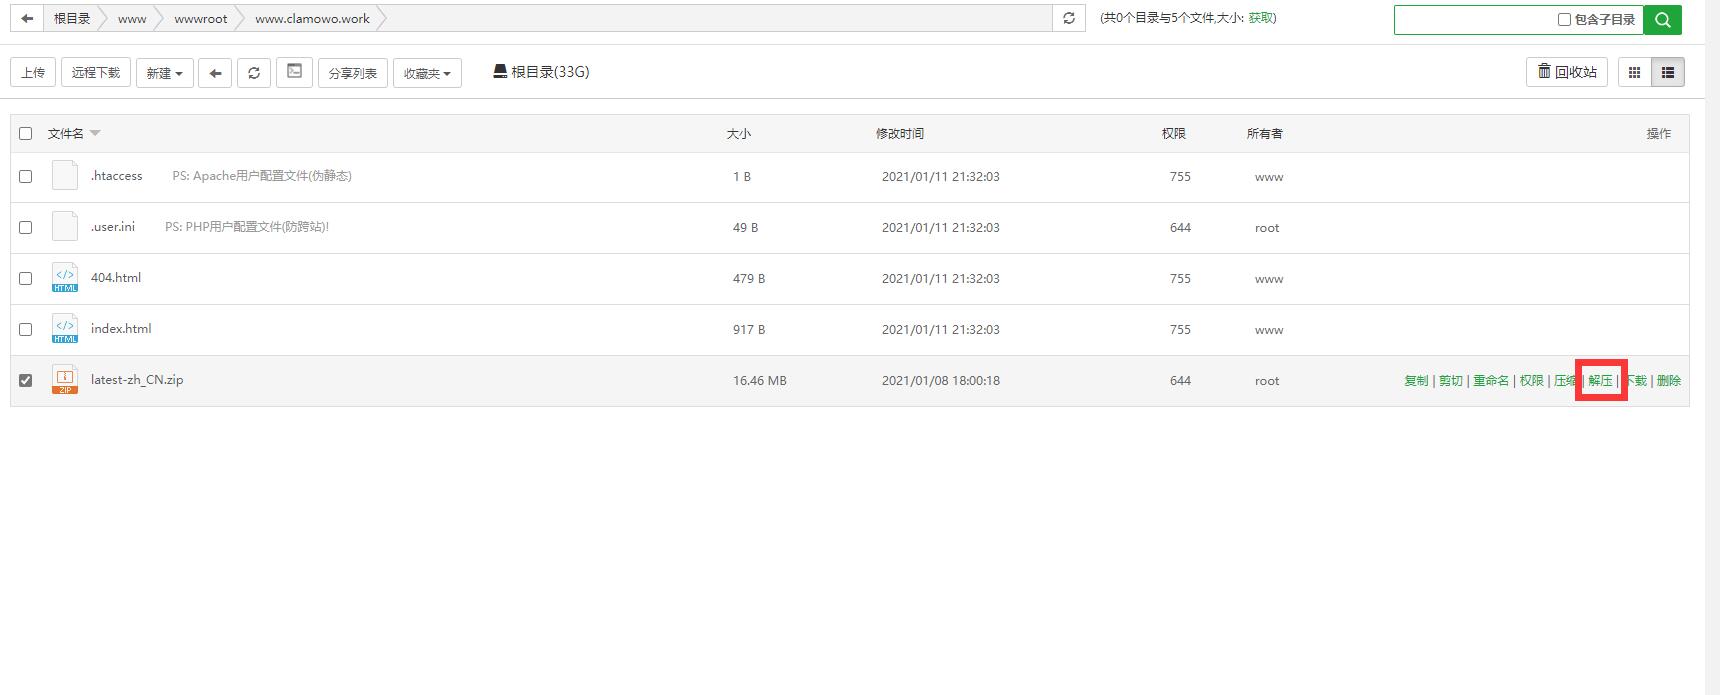 根目录 www wwwroot www.clamowo.work (共0个目录与5个文件,大小: 获取) 包含子目录
上传 远程下载 新建 分享列表 收藏夹 根目录(33G) 回收站
文件名 大小 修改时间 权限 所有者 操作
.htaccess PS: Apache用户配置文件(伪静态) 1 B 2021/01/11 21:32:03 755 www
.user.ini PS: PHP用户配置文件(防跨站)! 49 B 2021/01/11 21:32:03 644 root
</> HTML 404.html 479 B 2021/01/11 21:32:03 755 www
</> HTML index.html 917 B 2021/01/11 21:32:03 755 www
ZIP latest-zh_CN.zip 16.46 MB 2021/01/08 18:00:18 644 root 复制 | 剪切 | 重命名 | 权限 | 压缩 | 解压 | 下载 | 删除